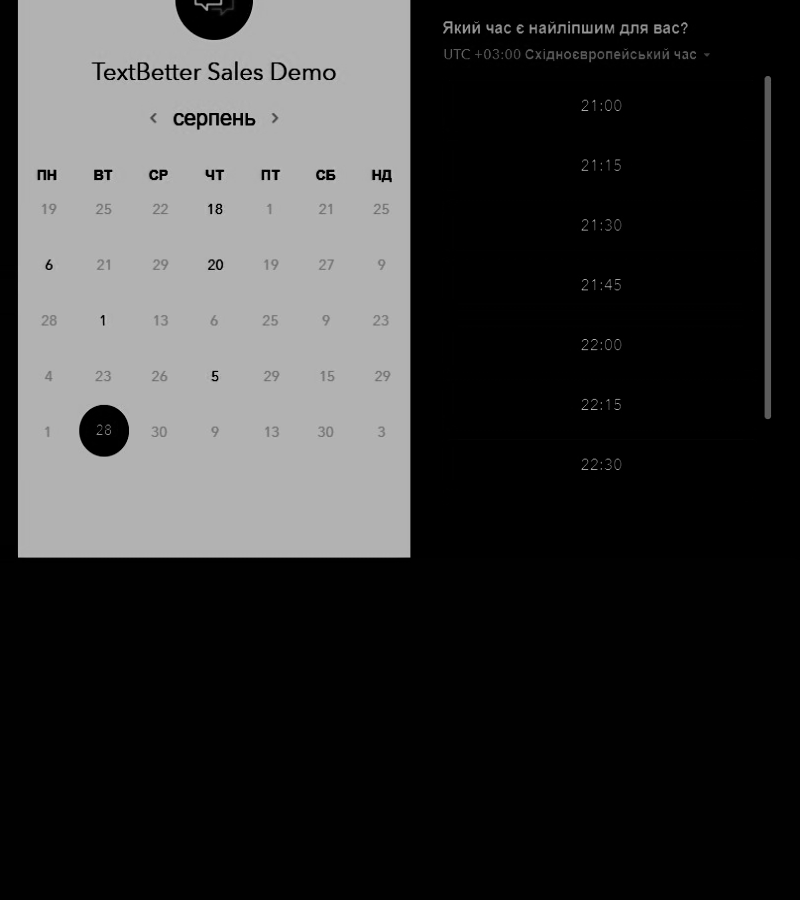 TextBetter Sales Demo
серпень
ПН ВТ СР ЧТ ПТ СБ НД
19 25 22 18 1 21 25
6 21 29 20 19 27 9
28 1 13 6 25 9 23
4 23 26 5 29 15 29
1 28 30 9 13 30 3
Який час є найліпшим для вас?
UTC +03:00 Східноєвропейський час
21:00
21:15
21:30
21:45
22:00
22:15
22:30